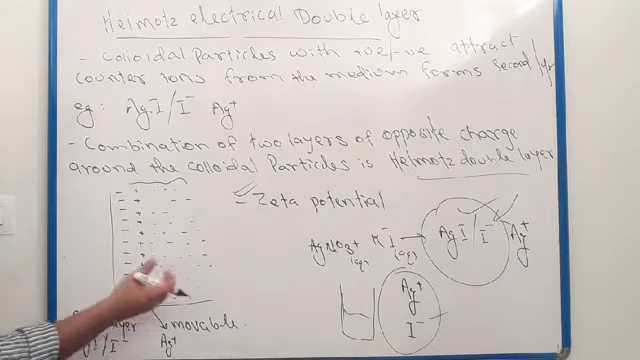 Helmotz electrical Double layer
- Colloidal Particles with +ve/-ve attract
counter ions from the medium forms second
eg: AgI/I⁻ Ag⁺
- Combination of two layers of opposite charge
around the colloidal Particles is Helmotz double layer
= Zeta potential
AgNO₃ + KI → AgI/I⁻ Ag⁺
(aq) (aq)
Ag⁺
I⁻
layer movable
AgI/I⁻ Ag⁺